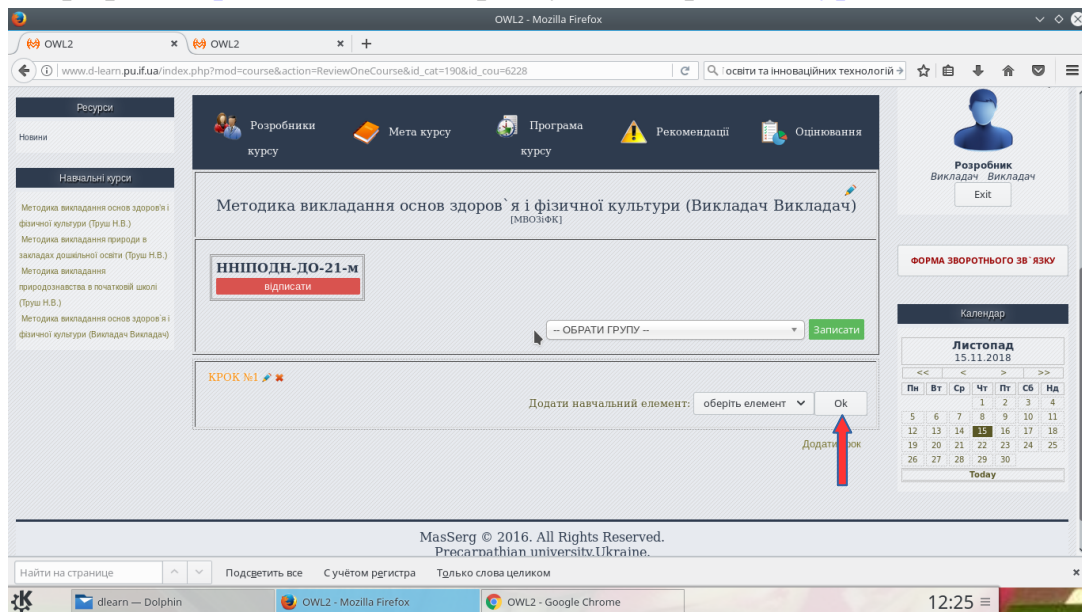 OWL2 - Mozilla Firefox
OWL2
OWL2
www.d-learn.pu.if.ua/index.php?mod=course&action=ReviewOneCourse&id_cat=190&id_cou=6228
освіти та інноваційних технологій
Ресурси
Новини
Навчальні курси
Методика викладання основ здоров'я і
фізичної культури (Труш Н.В.)
Методика викладання природи в
закладах дошкільної освіти (Труш Н.В.)
Методика викладання
природознавства в початковій школі
(Труш Н.В.)
Методика викладання основ здоров`я і
фізичної культури (Викладач Викладач)
Розробники
курсу
Мета курсу
Програма
курсу
Рекомендації
Оцінювання
Методика викладання основ здоров`я і фізичної культури (Викладач Викладач)
[МВОЗіФК]
ННІПОДН-ДО-21-м
відписати
-- ОБРАТИ ГРУПУ --
Записати
КРОК №1
Додати навчальний елемент:
оберіть елемент
Ok
Розробник
Викладач Викладач
Exit
ФОРМА ЗВОРОТНЬОГО ЗВ`ЯЗКУ
Календар
Листопад
15.11.2018
<< < > >>
Пн Вт Ср Чт Пт Сб Нд
1 2 3 4
5 6 7 8 9 10 11
12 13 14 15 16 17 18
19 20 21 22 23 24 25
26 27 28 29 30
Today
MasSerg © 2016. All Rights Reserved.
Precarpathian university.Ukraine.
Найти на странице
Подсветить все
С учётом регистра
Только слова целиком
dlearn — Dolphin
OWL2 - Mozilla Firefox
OWL2 - Google Chrome
12:25